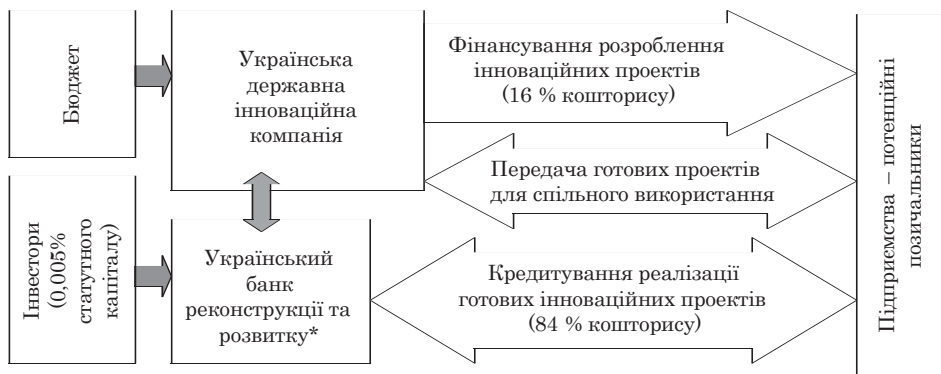 Бюджет
Українська
державна
інноваційна
компанія
Фінансування розроблення
інноваційних проектів
(16 % кошторису)
Передача готових проектів
для спільного використання
Інвестори
(0,005%
статутного
капіталу)
Український
банк
реконструкції та
розвитку*
Кредитування реалізації
готових інноваційних проектів
(84 % кошторису)
Підприємства – потенційні
позичальники